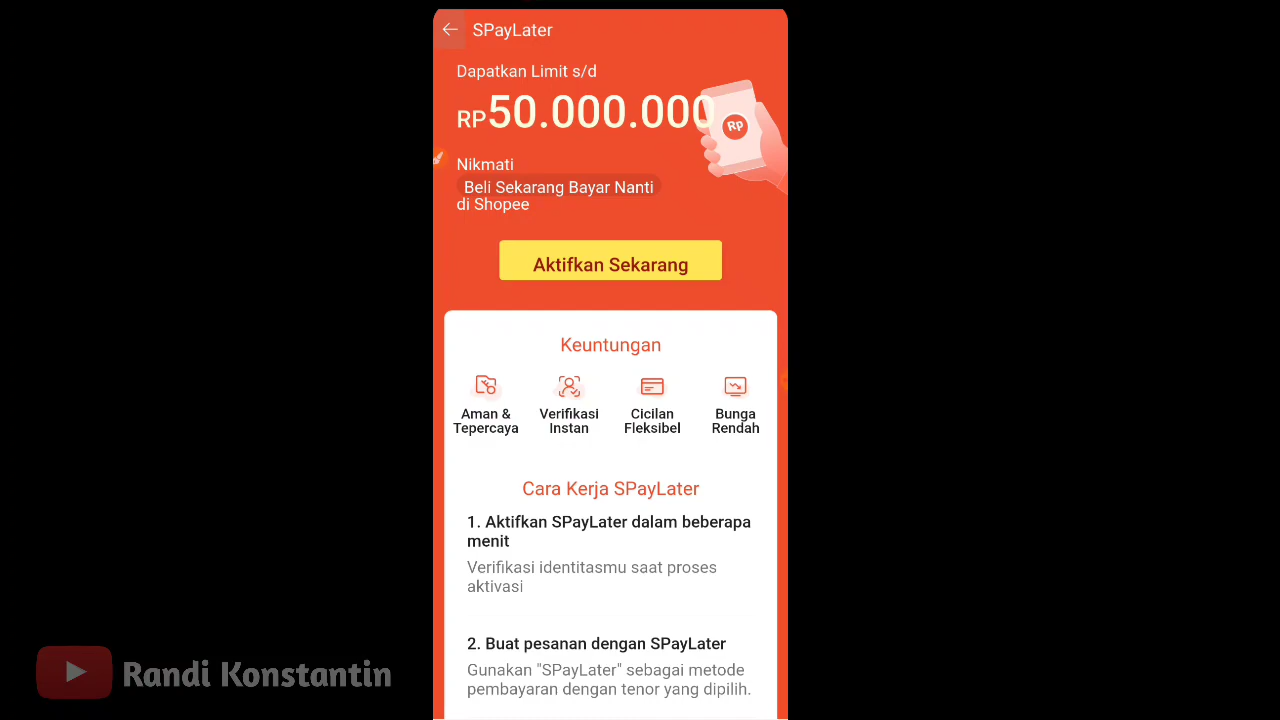 SPayLater
Dapatkan Limit s/d
RP50.000.000
Rp
Nikmati
Beli Sekarang Bayar Nanti
di Shopee
Aktifkan Sekarang
Keuntungan
Aman &
Tepercaya
Verifikasi
Instan
Cicilan
Fleksibel
Bunga
Rendah
Cara Kerja SPayLater
1. Aktifkan SPayLater dalam beberapa
menit
Verifikasi identitasmu saat proses
aktivasi
2. Buat pesanan dengan SPayLater
Gunakan "SPayLater" sebagai metode
pembayaran dengan tenor yang dipilih.
Randi Konstantin